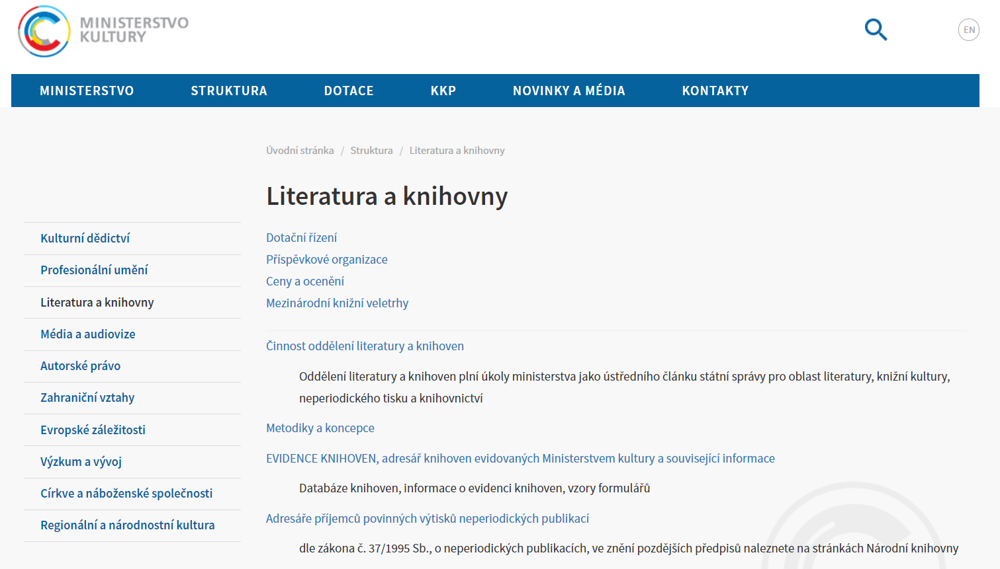 MINISTERSTVO
KULTURY
EN
MINISTERSTVO STRUKTURA DOTACE KKP NOVINKY A MÉDIA KONTAKTY
Úvodní stránka / Struktura / Literatura a knihovny
Literatura a knihovny
Kulturní dědictví
Profesionální umění
Literatura a knihovny
Média a audiovize
Autorské právo
Zahraniční vztahy
Evropské záležitosti
Výzkum a vývoj
Církve a náboženské společnosti
Regionální a národnostní kultura
Dotační řízení
Příspěvkové organizace
Ceny a ocenění
Mezinárodní knižní veletrhy
Činnost oddělení literatury a knihoven
Oddělení literatury a knihoven plní úkoly ministerstva jako ústředního článku státní správy pro oblast literatury, knižní kultury,
neperiodického tisku a knihovnictví
Metodiky a koncepce
EVIDENCE KNIHOVEN, adresář knihoven evidovaných Ministerstvem kultury a související informace
Databáze knihoven, informace o evidenci knihoven, vzory formulářů
Adresáře příjemců povinných výtisků neperiodických publikací
dle zákona č. 37/1995 Sb., o neperiodických publikacích, ve znění pozdějších předpisů naleznete na stránkách Národní knihovny